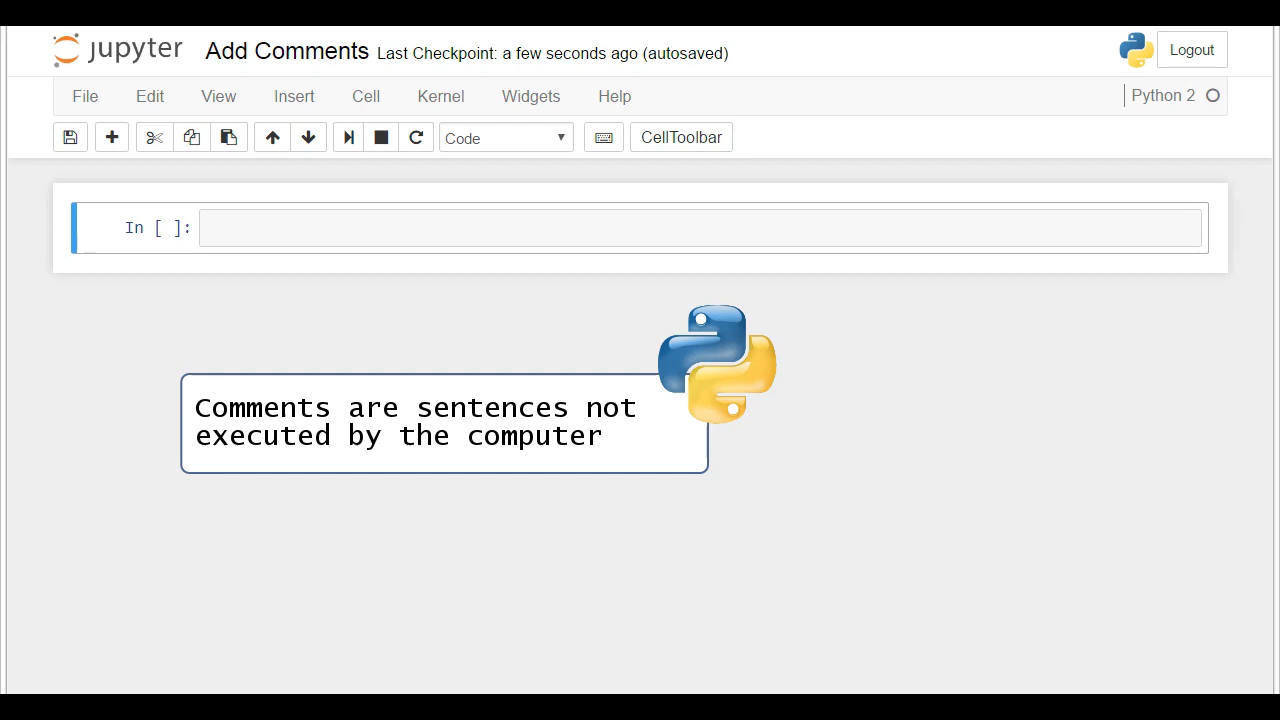 jupyter Add Comments Last Checkpoint: a few seconds ago (autosaved) Logout
File Edit View Insert Cell Kernel Widgets Help Python 2
Code CellToolbar
In [ ]:
Comments are sentences not
executed by the computer